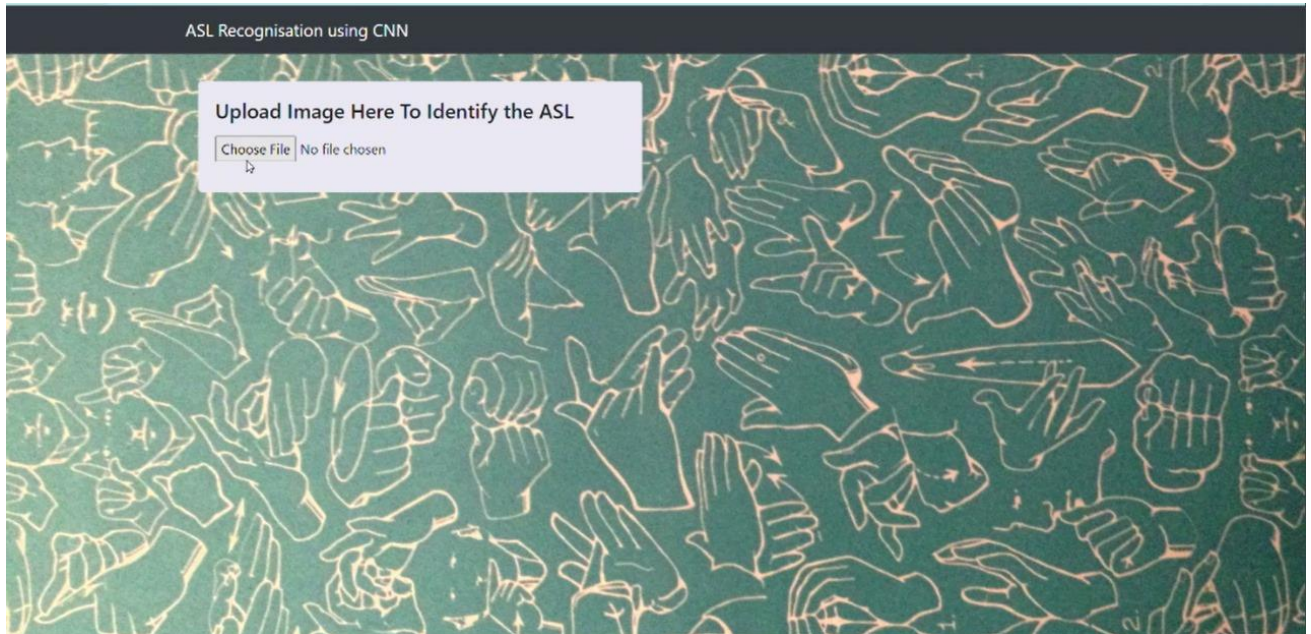 ASL Recognisation using CNN
Upload Image Here To Identify the ASL
Choose File No file chosen